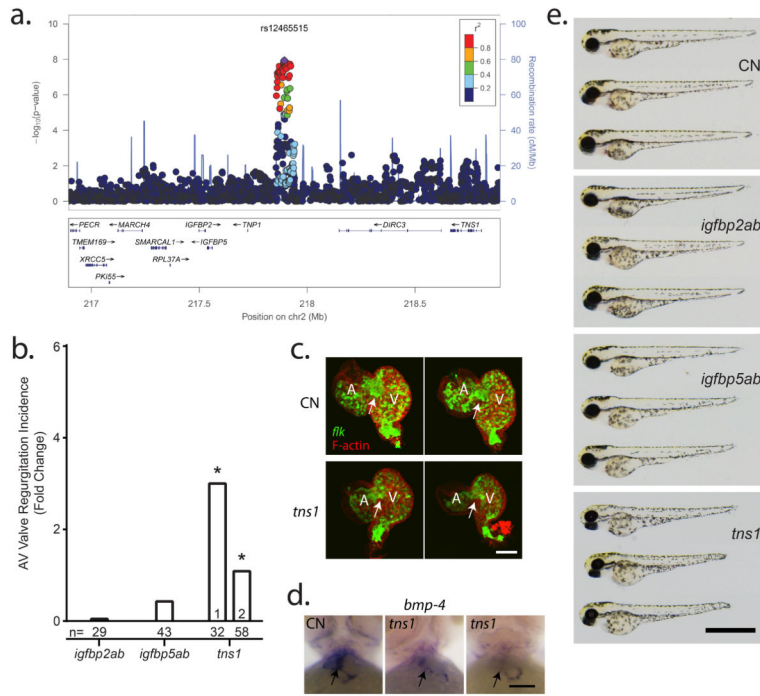 a.
rs12465515
10
8
6
4
2
0
−log10(p-value)
100
80
60
40
20
0
Recombination rate (cM/Mb)
r²
0.8
0.6
0.4
0.2
PECR MARCH4 IGFBP2 TNP1 DIRC3 TNS1
TMEM169 SMARCAL1 IGFBP5
XRCC5 RPL37A
PKI55
217 217.5 218 218.5
Position on chr2 (Mb)
b.
AV Valve Regurgitation Incidence
(Fold Change)
6
3
0
* *
1 2
n= 29 43 32 58
igfbp2ab igfbp5ab tns1
c.
CN
A V
A V
flk
F-actin
tns1
A V
A V
d.
bmp-4
CN tns1 tns1
e.
CN
igfbp2ab
igfbp5ab
tns1